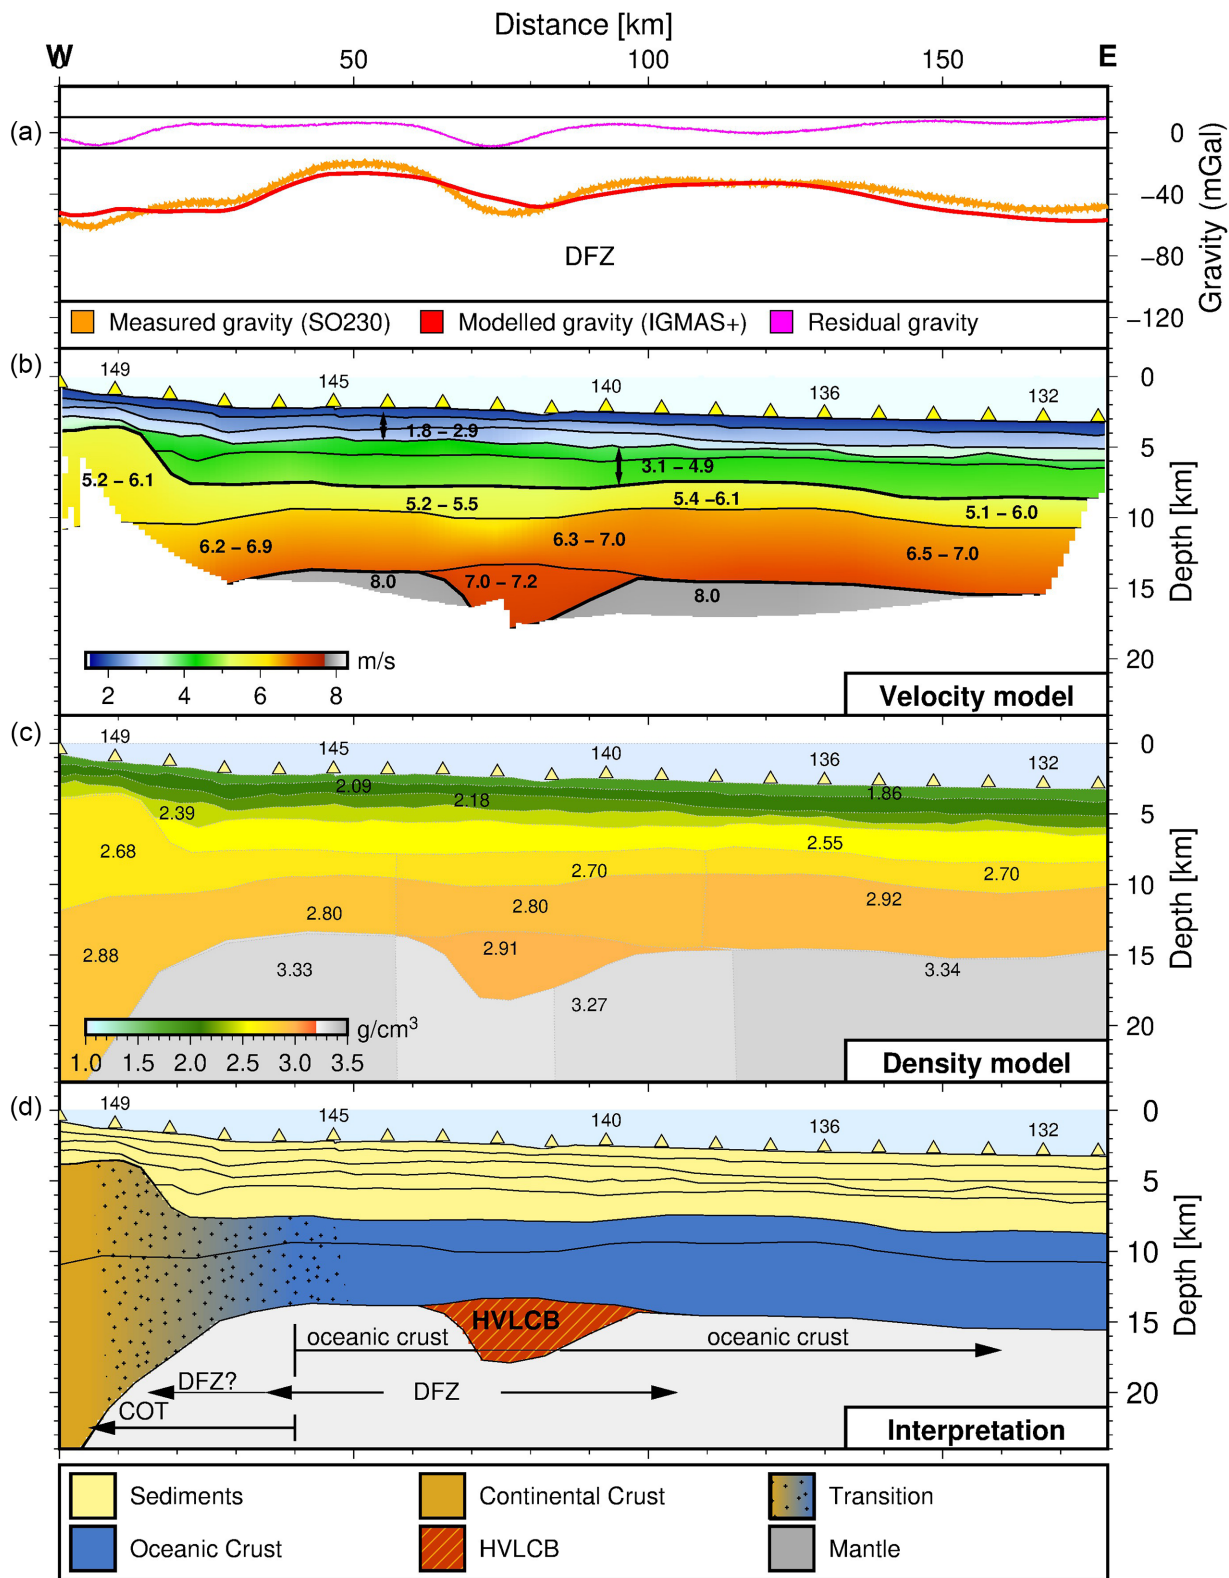 Distance [km]
W 50 100 150 E
(a)
0
−40
−80
−120
Gravity (mGal)
DFZ
Measured gravity (SO230) Modelled gravity (IGMAS+) Residual gravity
(b)
149 145 140 136 132
0
5
10
15
20
Depth [km]
1.8 – 2.9
3.1 – 4.9
5.2 – 6.1
5.2 – 5.5
5.4 –6.1
5.1 – 6.0
6.2 – 6.9
6.3 – 7.0
6.5 – 7.0
8.0
7.0 – 7.2
8.0
m/s
2 4 6 8
Velocity model
(c)
149 145 140 136 132
0
5
10
15
20
Depth [km]
2.09
2.18
1.86
2.39
2.55
2.68
2.70
2.70
2.80
2.80
2.92
2.88
2.91
3.33
3.27
3.34
g/cm3
1.0 1.5 2.0 2.5 3.0 3.5
Density model
(d)
149 145 140 136 132
0
5
10
15
20
Depth [km]
HVLCB
oceanic crust oceanic crust
DFZ? DFZ
COT
Interpretation
Sediments Continental Crust Transition
Oceanic Crust HVLCB Mantle